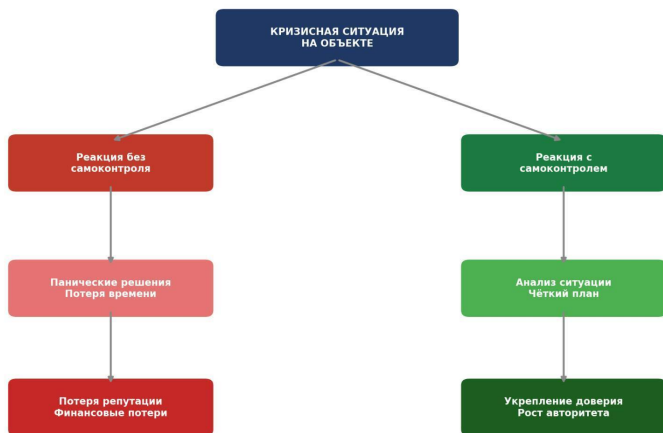 КРИЗИСНАЯ СИТУАЦИЯ
НА ОБЪЕКТЕ
Реакция без
самоконтроля
Реакция с
самоконтролем
Панические решения
Потеря времени
Анализ ситуации
Чёткий план
Потеря репутации
Финансовые потери
Укрепление доверия
Рост авторитета